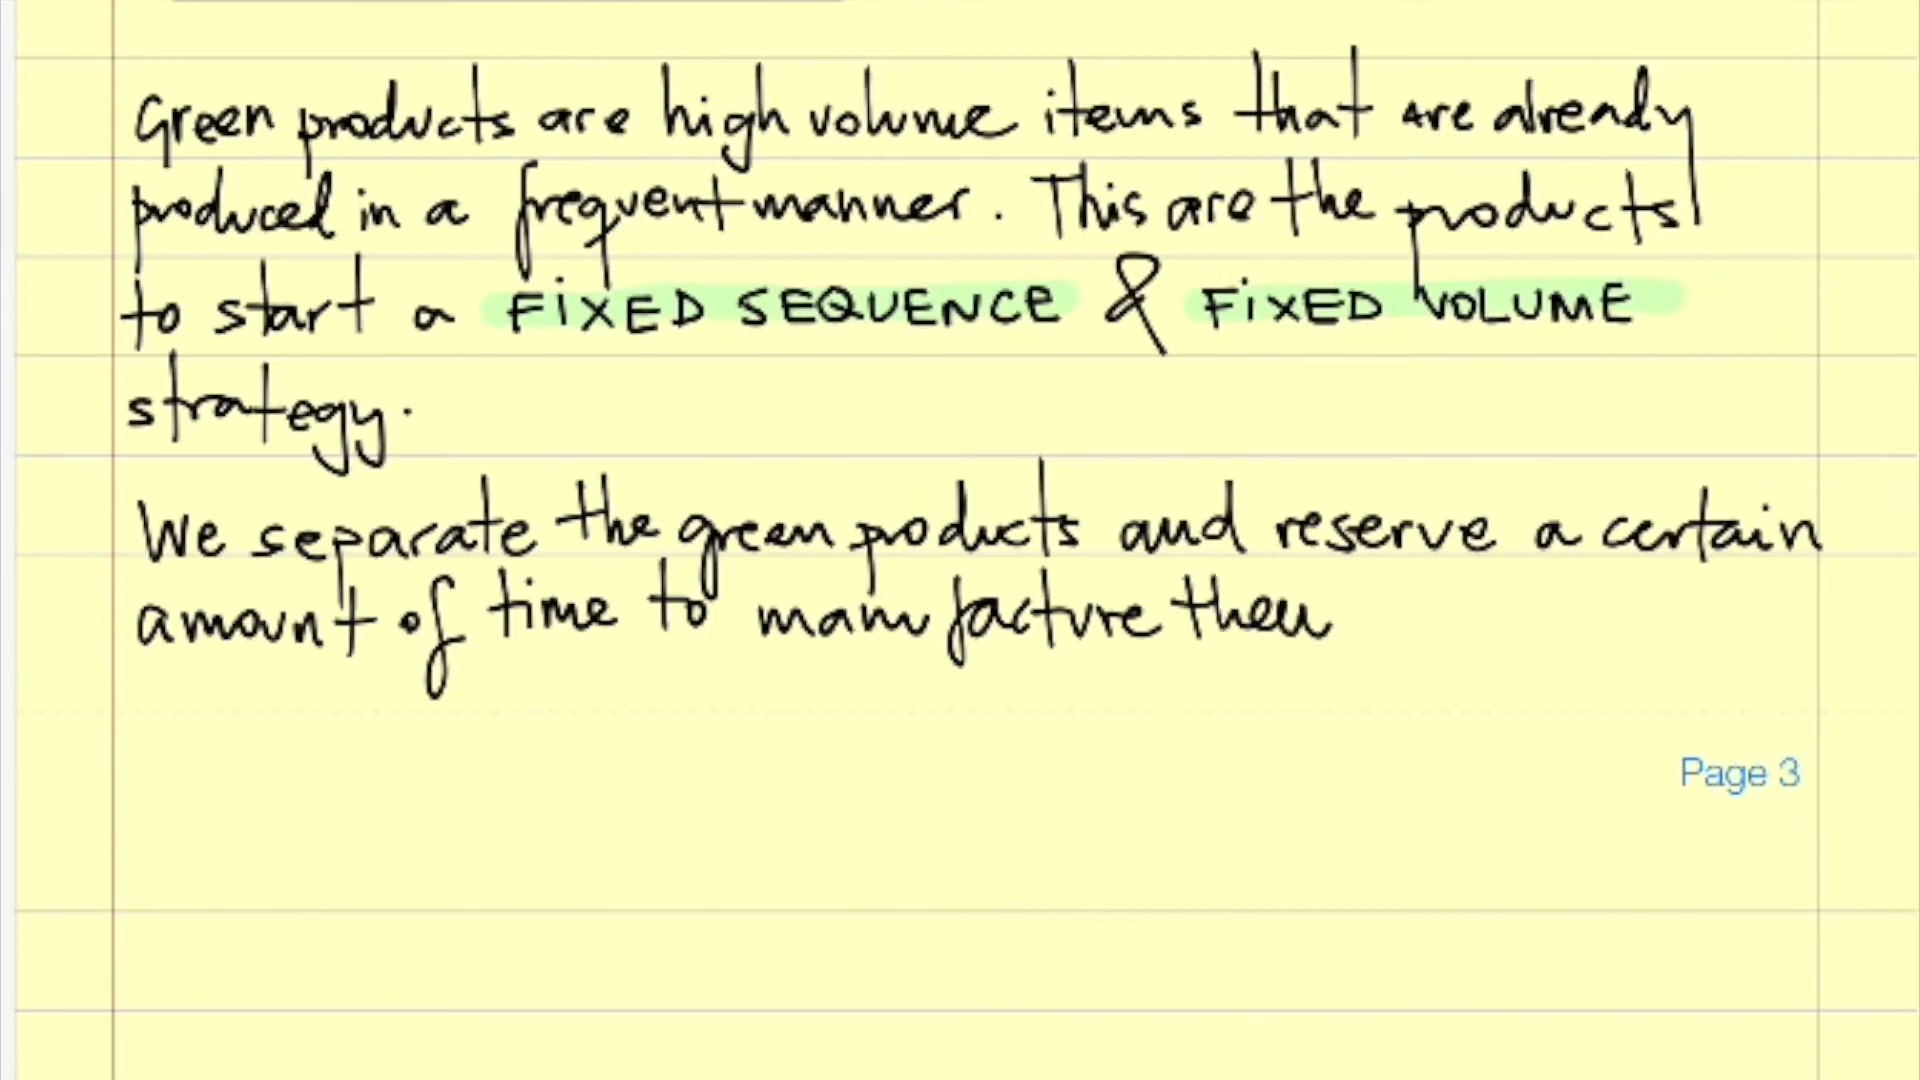 Green products are high volume items that are already
produced in a frequent manner. This are the products
to start a FiXED SEQUENCE & FiXED VOLUME
strategy.
We separate the green products and reserve a certain
amount of time to manufacture them
Page 3